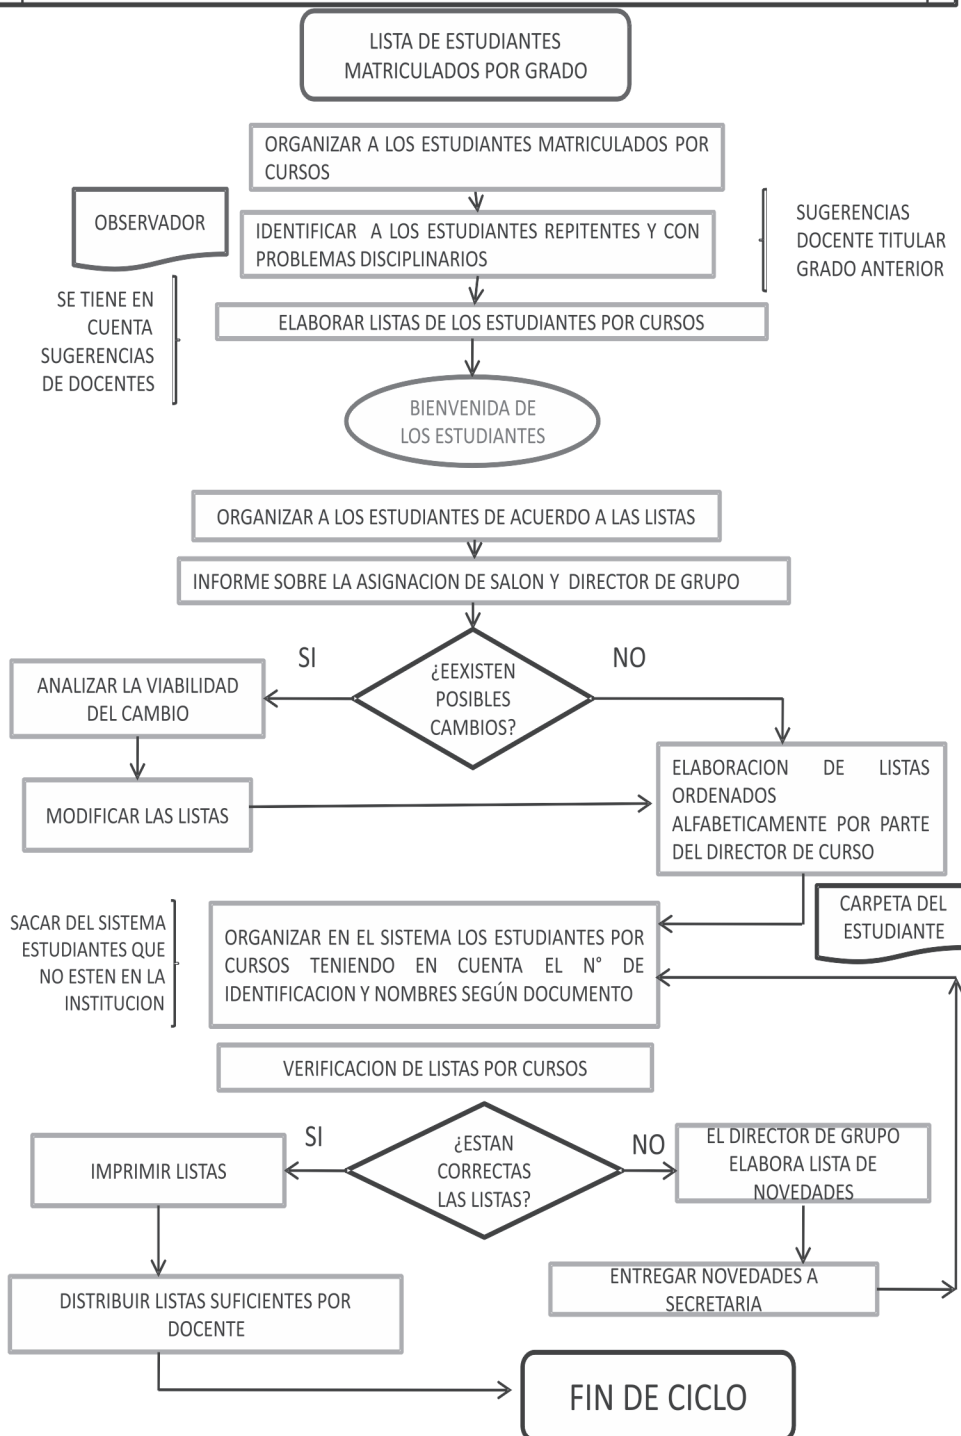 LISTA DE ESTUDIANTES
MATRICULADOS POR GRADO
ORGANIZAR A LOS ESTUDIANTES MATRICULADOS POR
CURSOS
OBSERVADOR
IDENTIFICAR A LOS ESTUDIANTES REPITENTES Y CON
PROBLEMAS DISCIPLINARIOS
SUGERENCIAS
DOCENTE TITULAR
GRADO ANTERIOR
SE TIENE EN
CUENTA
SUGERENCIAS
DE DOCENTES
ELABORAR LISTAS DE LOS ESTUDIANTES POR CURSOS
BIENVENIDA DE
LOS ESTUDIANTES
ORGANIZAR A LOS ESTUDIANTES DE ACUERDO A LAS LISTAS
INFORME SOBRE LA ASIGNACION DE SALON Y DIRECTOR DE GRUPO
¿EEXISTEN
POSIBLES
CAMBIOS?
SI
NO
ANALIZAR LA VIABILIDAD
DEL CAMBIO
MODIFICAR LAS LISTAS
ELABORACION DE LISTAS
ORDENADOS
ALFABETICAMENTE POR PARTE
DEL DIRECTOR DE CURSO
CARPETA DEL
ESTUDIANTE
SACAR DEL SISTEMA
ESTUDIANTES QUE
NO ESTEN EN LA
INSTITUCION
ORGANIZAR EN EL SISTEMA LOS ESTUDIANTES POR
CURSOS TENIENDO EN CUENTA EL N° DE
IDENTIFICACION Y NOMBRES SEGÚN DOCUMENTO
VERIFICACION DE LISTAS POR CURSOS
¿ESTAN
CORRECTAS
LAS LISTAS?
SI
NO
IMPRIMIR LISTAS
EL DIRECTOR DE GRUPO
ELABORA LISTA DE
NOVEDADES
ENTREGAR NOVEDADES A
SECRETARIA
DISTRIBUIR LISTAS SUFICIENTES POR
DOCENTE
FIN DE CICLO